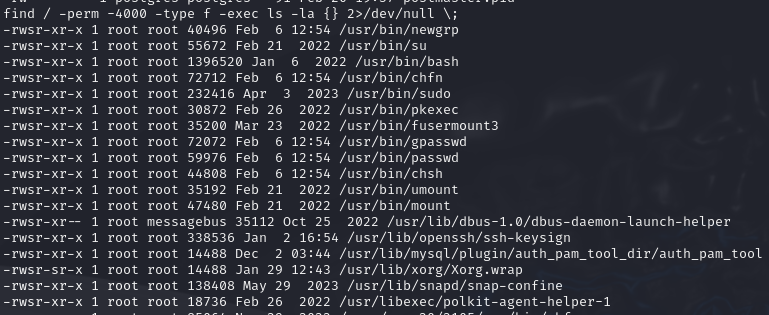 find / -perm -4000 -type f -exec ls -la {} 2>/dev/null \;
-rwsr-xr-x 1 root root 40496 Feb  6 12:54 /usr/bin/newgrp
-rwsr-xr-x 1 root root 55672 Feb 21  2022 /usr/bin/su
-rwsr-xr-x 1 root root 1396520 Jan  6  2022 /usr/bin/bash
-rwsr-xr-x 1 root root 72712 Feb  6 12:54 /usr/bin/chfn
-rwsr-xr-x 1 root root 232416 Apr  3  2023 /usr/bin/sudo
-rwsr-xr-x 1 root root 30872 Feb 26  2022 /usr/bin/pkexec
-rwsr-xr-x 1 root root 35200 Mar 23  2022 /usr/bin/fusermount3
-rwsr-xr-x 1 root root 72072 Feb  6 12:54 /usr/bin/gpasswd
-rwsr-xr-x 1 root root 59976 Feb  6 12:54 /usr/bin/passwd
-rwsr-xr-x 1 root root 44808 Feb  6 12:54 /usr/bin/chsh
-rwsr-xr-x 1 root root 35192 Feb 21  2022 /usr/bin/umount
-rwsr-xr-x 1 root root 47480 Feb 21  2022 /usr/bin/mount
-rwsr-xr-- 1 root messagebus 35112 Oct 25  2022 /usr/lib/dbus-1.0/dbus-daemon-launch-helper
-rwsr-xr-x 1 root root 338536 Jan  2 16:54 /usr/lib/openssh/ssh-keysign
-rwsr-xr-x 1 root root 14488 Dec  2 03:44 /usr/lib/mysql/plugin/auth_pam_tool_dir/auth_pam_tool
-rwsr-sr-x 1 root root 14488 Jan 29 12:43 /usr/lib/xorg/Xorg.wrap
-rwsr-xr-x 1 root root 138408 May 29  2023 /usr/lib/snapd/snap-confine
-rwsr-xr-x 1 root root 18736 Feb 26  2022 /usr/libexec/polkit-agent-helper-1